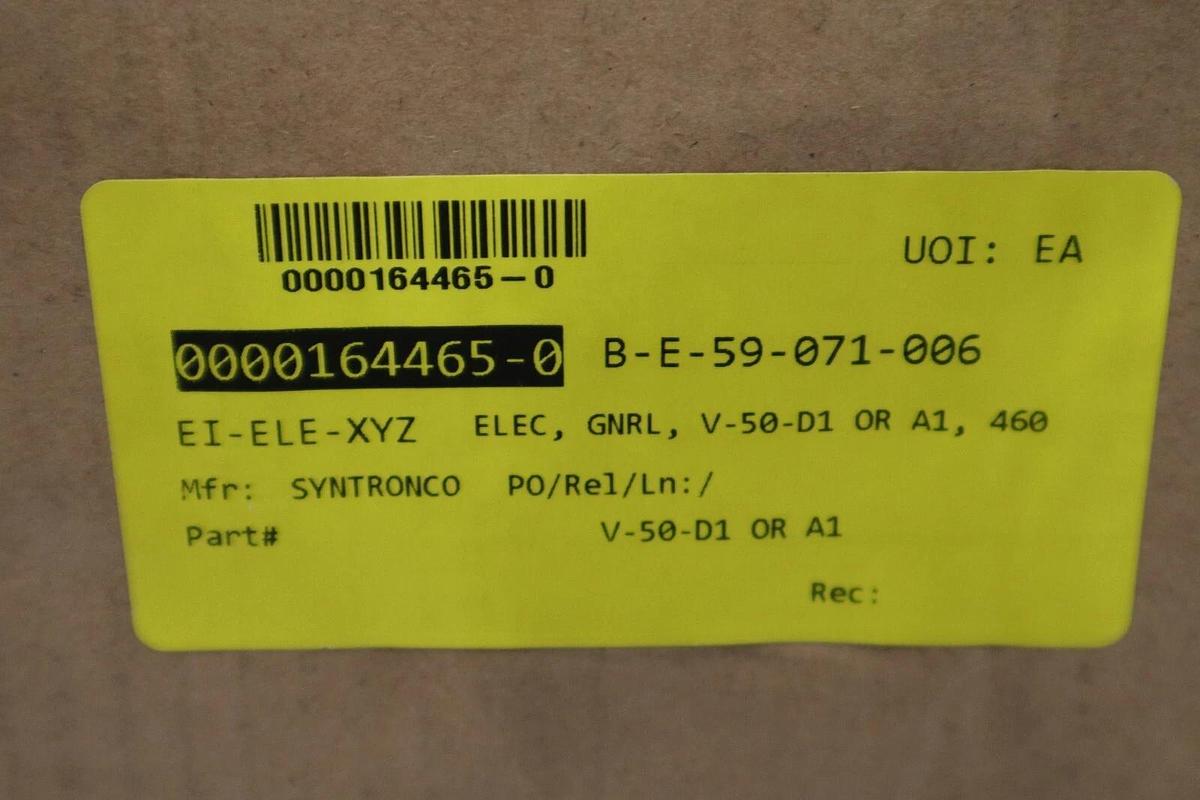 0000164465-0
UOI: EA
0000164465-0 B-E-59-071-006
EI-ELE-XYZ ELEC, GNRL, V-50-D1 OR A1, 460
Mfr: SYNTRONCO PO/Rel/Ln:/
Part# V-50-D1 OR A1
Rec: